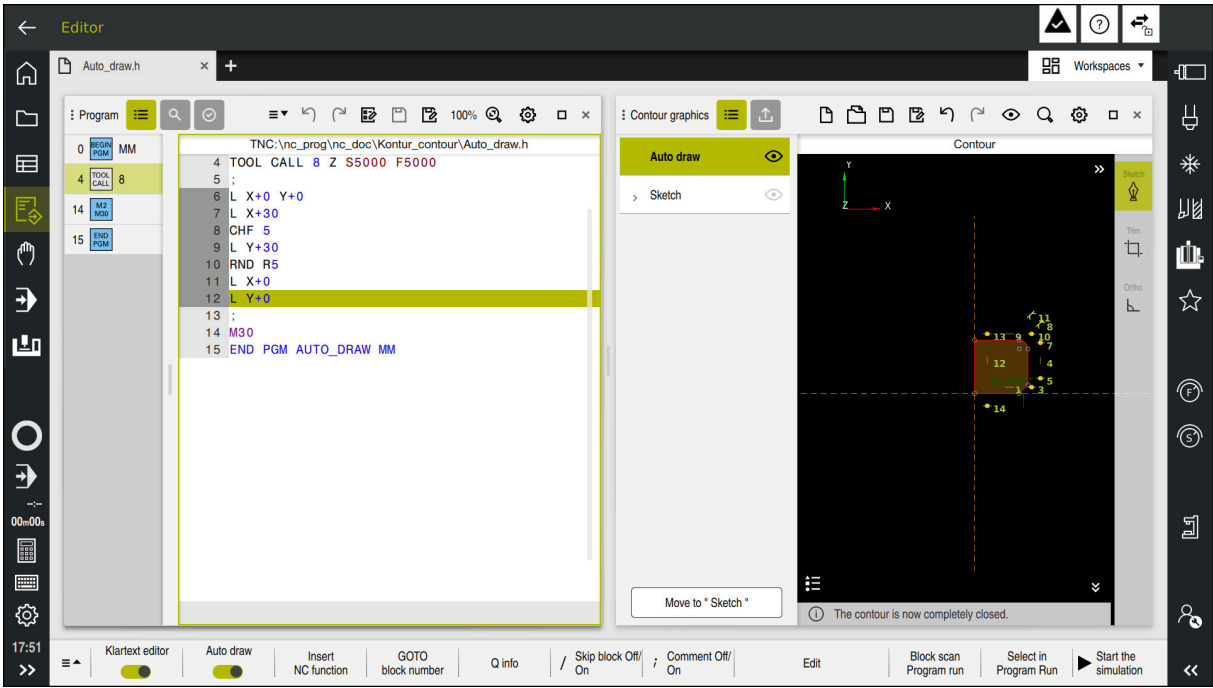 Editor
Auto_draw.h
Workspaces
Program
100%
0 BEGIN PGM MM
4 TOOL CALL 8
14 M2 M30
15 END PGM
TNC:\nc_prog\nc_doc\Kontur_contour\Auto_draw.h
4 TOOL CALL 8 Z S5000 F5000
5 ;
6 L X+0 Y+0
7 L X+30
8 CHF 5
9 L Y+30
10 RND R5
11 L X+0
12 L Y+0
13 ;
14 M30
15 END PGM AUTO_DRAW MM
Contour graphics
Auto draw
Sketch
Move to " Sketch "
Contour
Y
Z X
11
8
13 9 10
7
12 4
5
1 3
14
Sketch
Trim
Ortho
The contour is now completely closed.
F
S
--:--
00m00s
17:51
Klartext editor
Auto draw
Insert
NC function
GOTO
block number
Q info
/ Skip block Off/
On
; Comment Off/
On
Edit
Block scan
Program run
Select in
Program Run
Start the
simulation